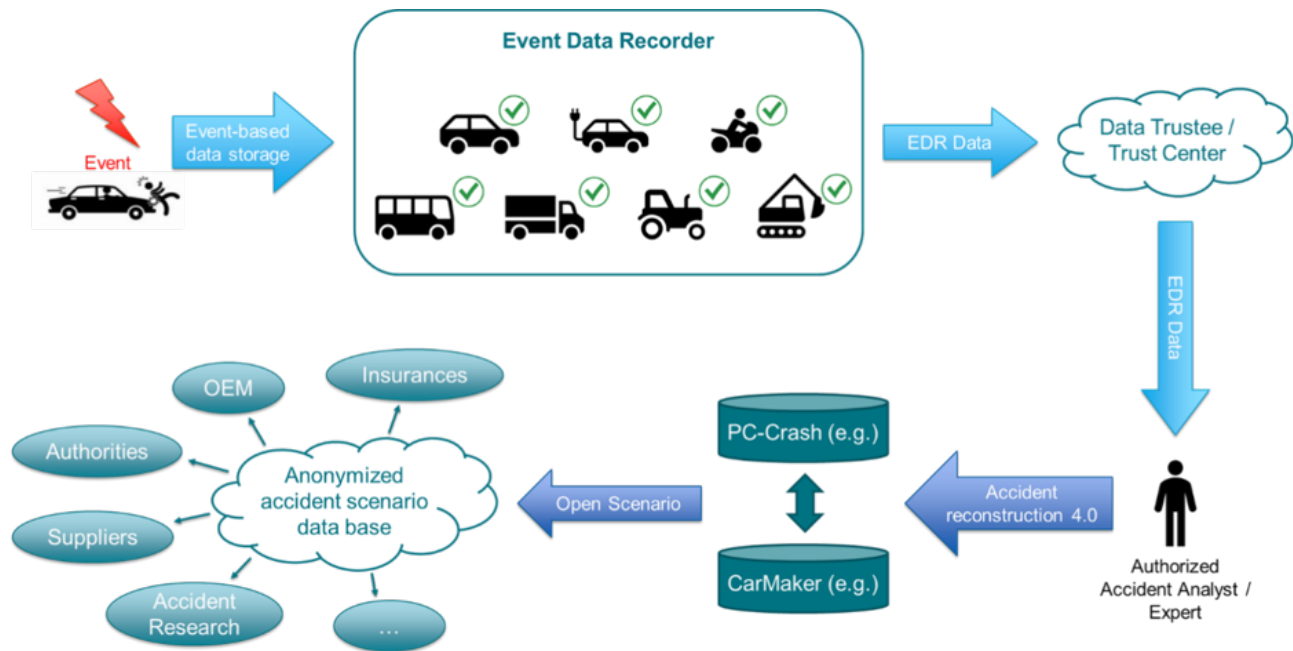 Event Data Recorder
Event
Event-based
data storage
EDR Data
Data Trustee /
Trust Center
EDR Data
Authorized
Accident Analyst /
Expert
Accident
reconstruction 4.0
PC-Crash (e.g.)
CarMaker (e.g.)
Open Scenario
Anonymized
accident scenario
data base
Insurances
OEM
Authorities
Suppliers
Accident
Research
...